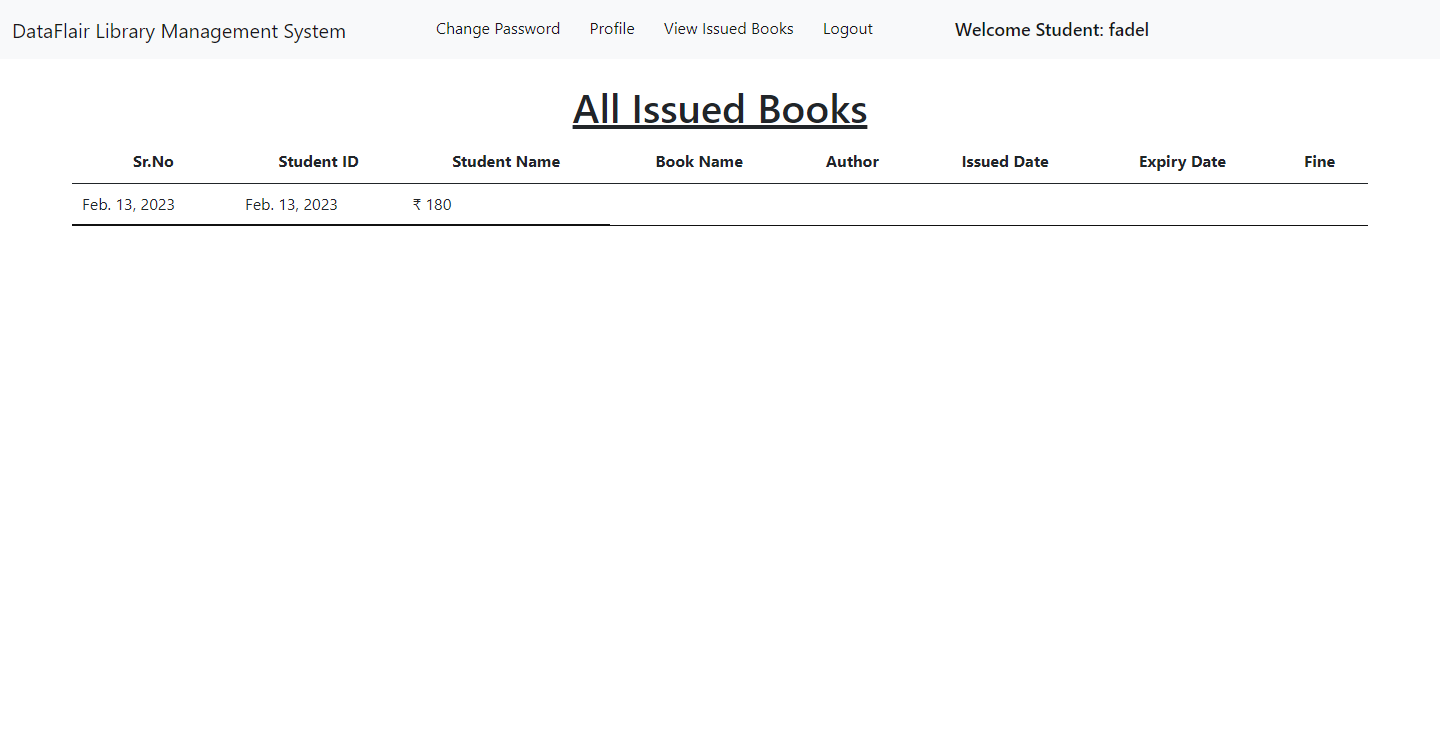 DataFlair Library Management System Change Password Profile View Issued Books Logout Welcome Student: fadel
All Issued Books
Sr.No Student ID Student Name Book Name Author Issued Date Expiry Date Fine
Feb. 13, 2023 Feb. 13, 2023 ₹ 180